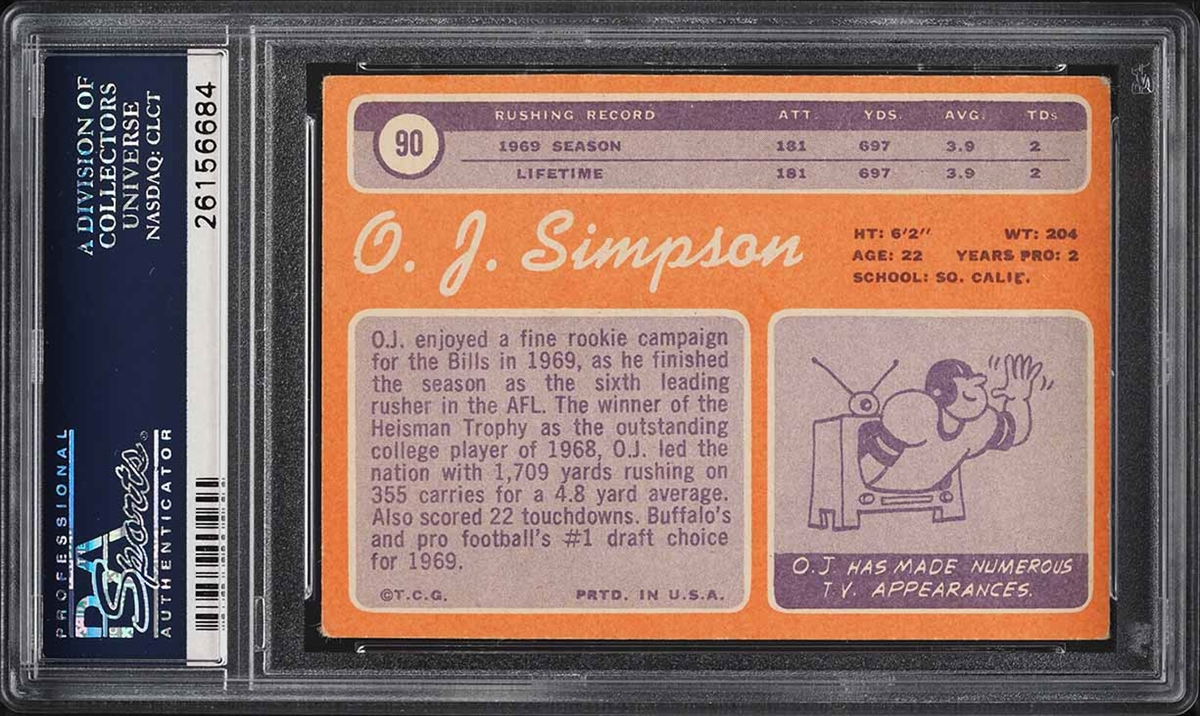 A DIVISION OF
COLLECTORS
UNIVERSE
NASDAQ: CLCT
26156684
PROFESSIONAL
PSA
Sports®
AUTHENTICATOR
90
RUSHING RECORD ATT. YDS. AVG. TDs
1969 SEASON 181 697 3.9 2
LIFETIME 181 697 3.9 2
O. J. Simpson
HT: 6'2" WT: 204
AGE: 22 YEARS PRO: 2
SCHOOL: SO. CALIF.
O.J. enjoyed a fine rookie campaign
for the Bills in 1969, as he finished
the season as the sixth leading
rusher in the AFL. The winner of the
Heisman Trophy as the outstanding
college player of 1968, O.J. led the
nation with 1,709 yards rushing on
355 carries for a 4.8 yard average.
Also scored 22 touchdowns. Buffalo's
and pro football's #1 draft choice
for 1969.
©T.C.G. PRTD. IN U.S.A.
O.J. HAS MADE NUMEROUS
T.V. APPEARANCES.